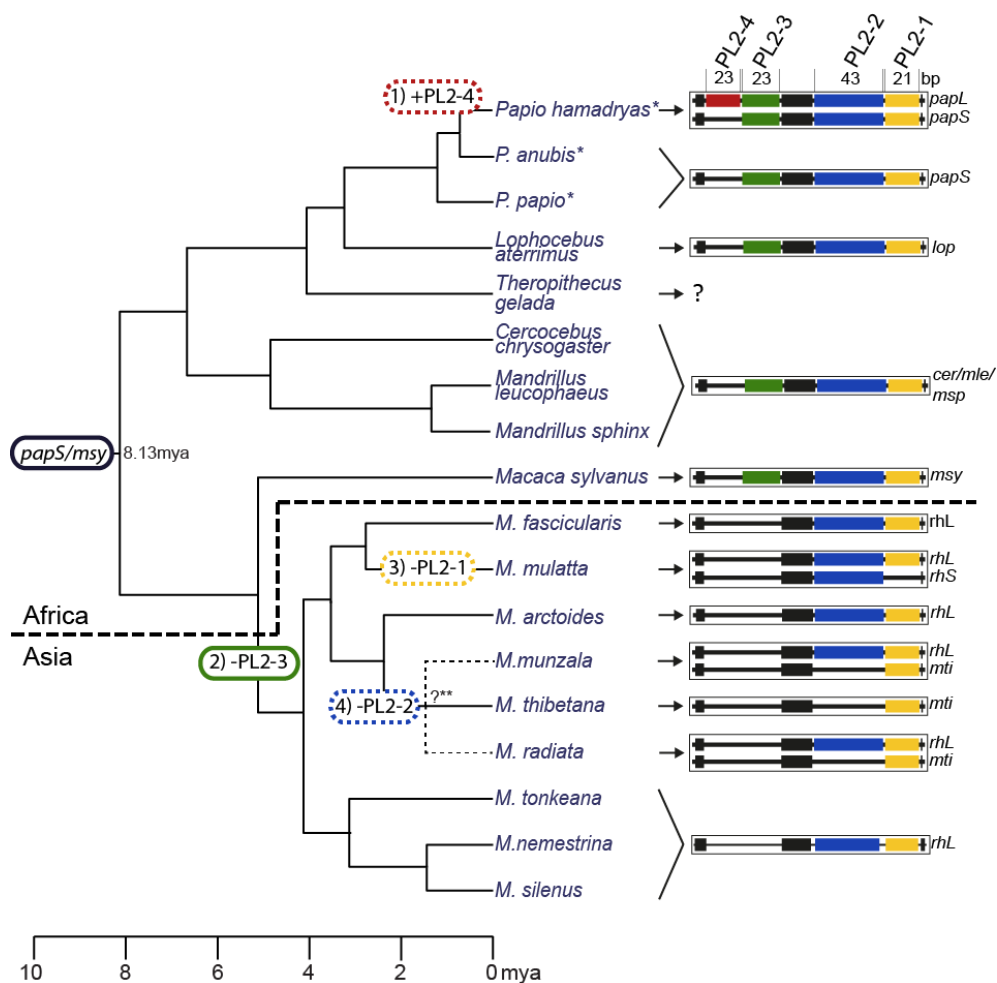 PL2-4
PL2-3
PL2-2
PL2-1
23
23
43
21
bp
1) +PL2-4
Papio hamadryas*
papL
papS
P. anubis*
papS
P. papio*
Lophocebus
aterrimus
lop
Theropithecus
gelada
?
Cercocebus
chrysogaster
Mandrillus
leucophaeus
cer/mle/
msp
Mandrillus sphinx
papS/msy
8.13mya
Macaca sylvanus
msy
M. fascicularis
rhL
3) -PL2-1
M. mulatta
rhL
rhS
Africa
M. arctoides
rhL
Asia
2) -PL2-3
M.munzala
rhL
mti
4) -PL2-2
?**
M. thibetana
mti
M. radiata
rhL
mti
M. tonkeana
M.nemestrina
rhL
M. silenus
10
8
6
4
2
0 mya